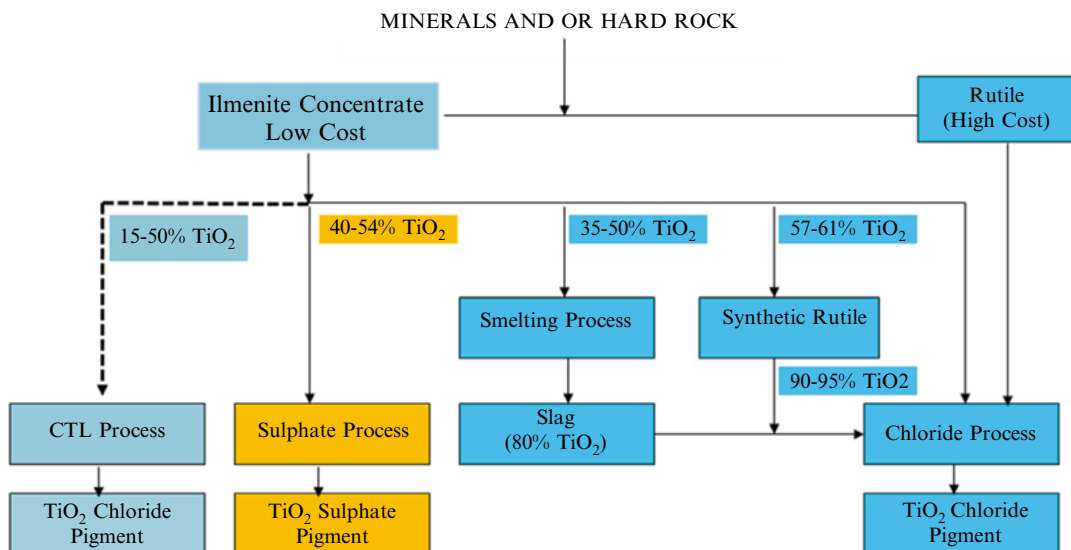 MINERALS AND OR HARD ROCK
Ilmenite Concentrate
Low Cost
Rutile
(High Cost)
15-50% TiO₂
40-54% TiO₂
35-50% TiO₂
57-61% TiO₂
Smelting Process
Synthetic Rutile
90-95% TiO2
CTL Process
Sulphate Process
Slag
(80% TiO₂)
Chloride Process
TiO₂ Chloride
Pigment
TiO₂ Sulphate
Pigment
TiO₂ Chloride
Pigment